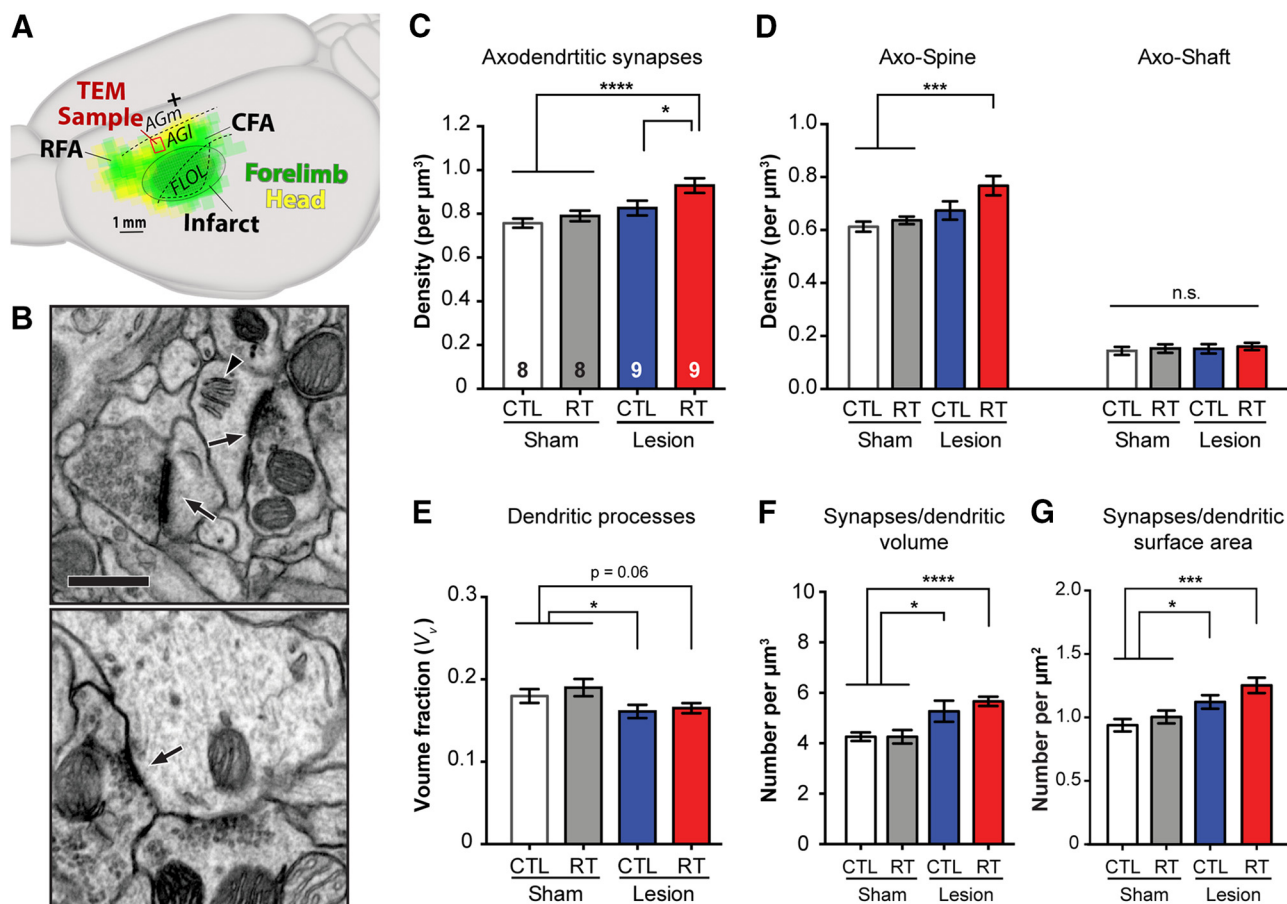 A
TEM
Sample
+
AGm
AGl
CFA
RFA
FLOL
Forelimb
Head
Infarct
1 mm
B
C
Axodendrtitic synapses
****
*
Density (per µm³)
1.2
1.0
0.8
0.6
0.4
0.2
0
8
8
9
9
CTL RT CTL RT
Sham Lesion
D
Axo-Spine
Axo-Shaft
***
n.s.
Density (per µm³)
1.0
0.8
0.6
0.4
0.2
0.0
CTL RT CTL RT
Sham Lesion
CTL RT CTL RT
Sham Lesion
E
Dendritic processes
p = 0.06
*
Voume fraction (Vv)
0.3
0.2
0.1
0
CTL RT CTL RT
Sham Lesion
F
Synapses/dendritic
volume
****
*
Number per µm³
10
8
6
4
2
0
CTL RT CTL RT
Sham Lesion
G
Synapses/dendritic
surface area
***
*
Number per µm²
2.0
1.5
1.0
0.5
0
CTL RT CTL RT
Sham Lesion